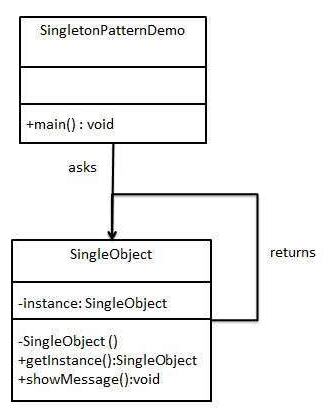 SingletonPatternDemo
+main() : void
asks
returns
SingleObject
-instance: SingleObject
-SingleObject ()
+getInstance():SingleObject
+showMessage():void